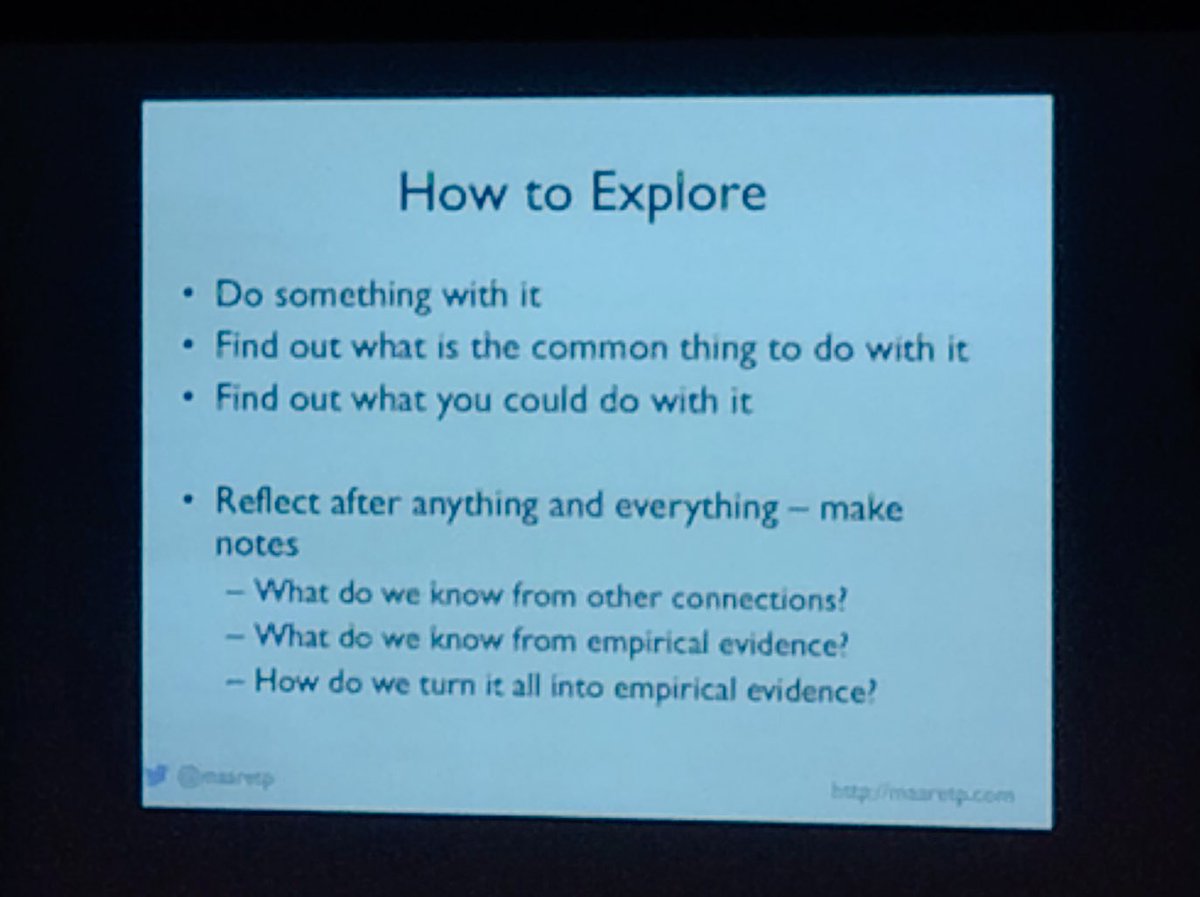 How to Explore
• Do something with it
• Find out what is the common thing to do with it
• Find out what you could do with it
• Reflect after anything and everything – make
notes
– What do we know from other connections?
– What do we know from empirical evidence?
– How do we turn it all into empirical evidence?
@maaretp
http://maaretp.com